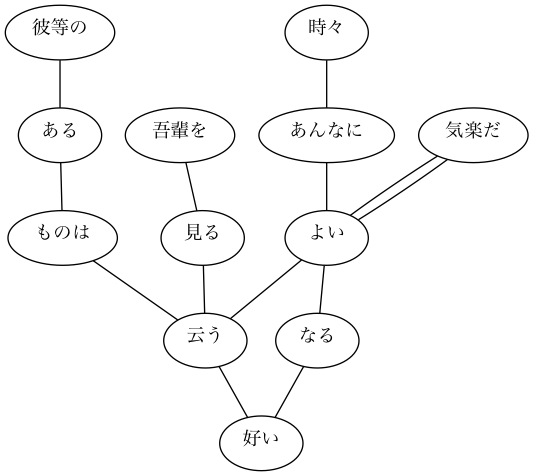 彼等の
時々
ある
吾輩を
あんなに
気楽だ
ものは
見る
よい
云う
なる
好い